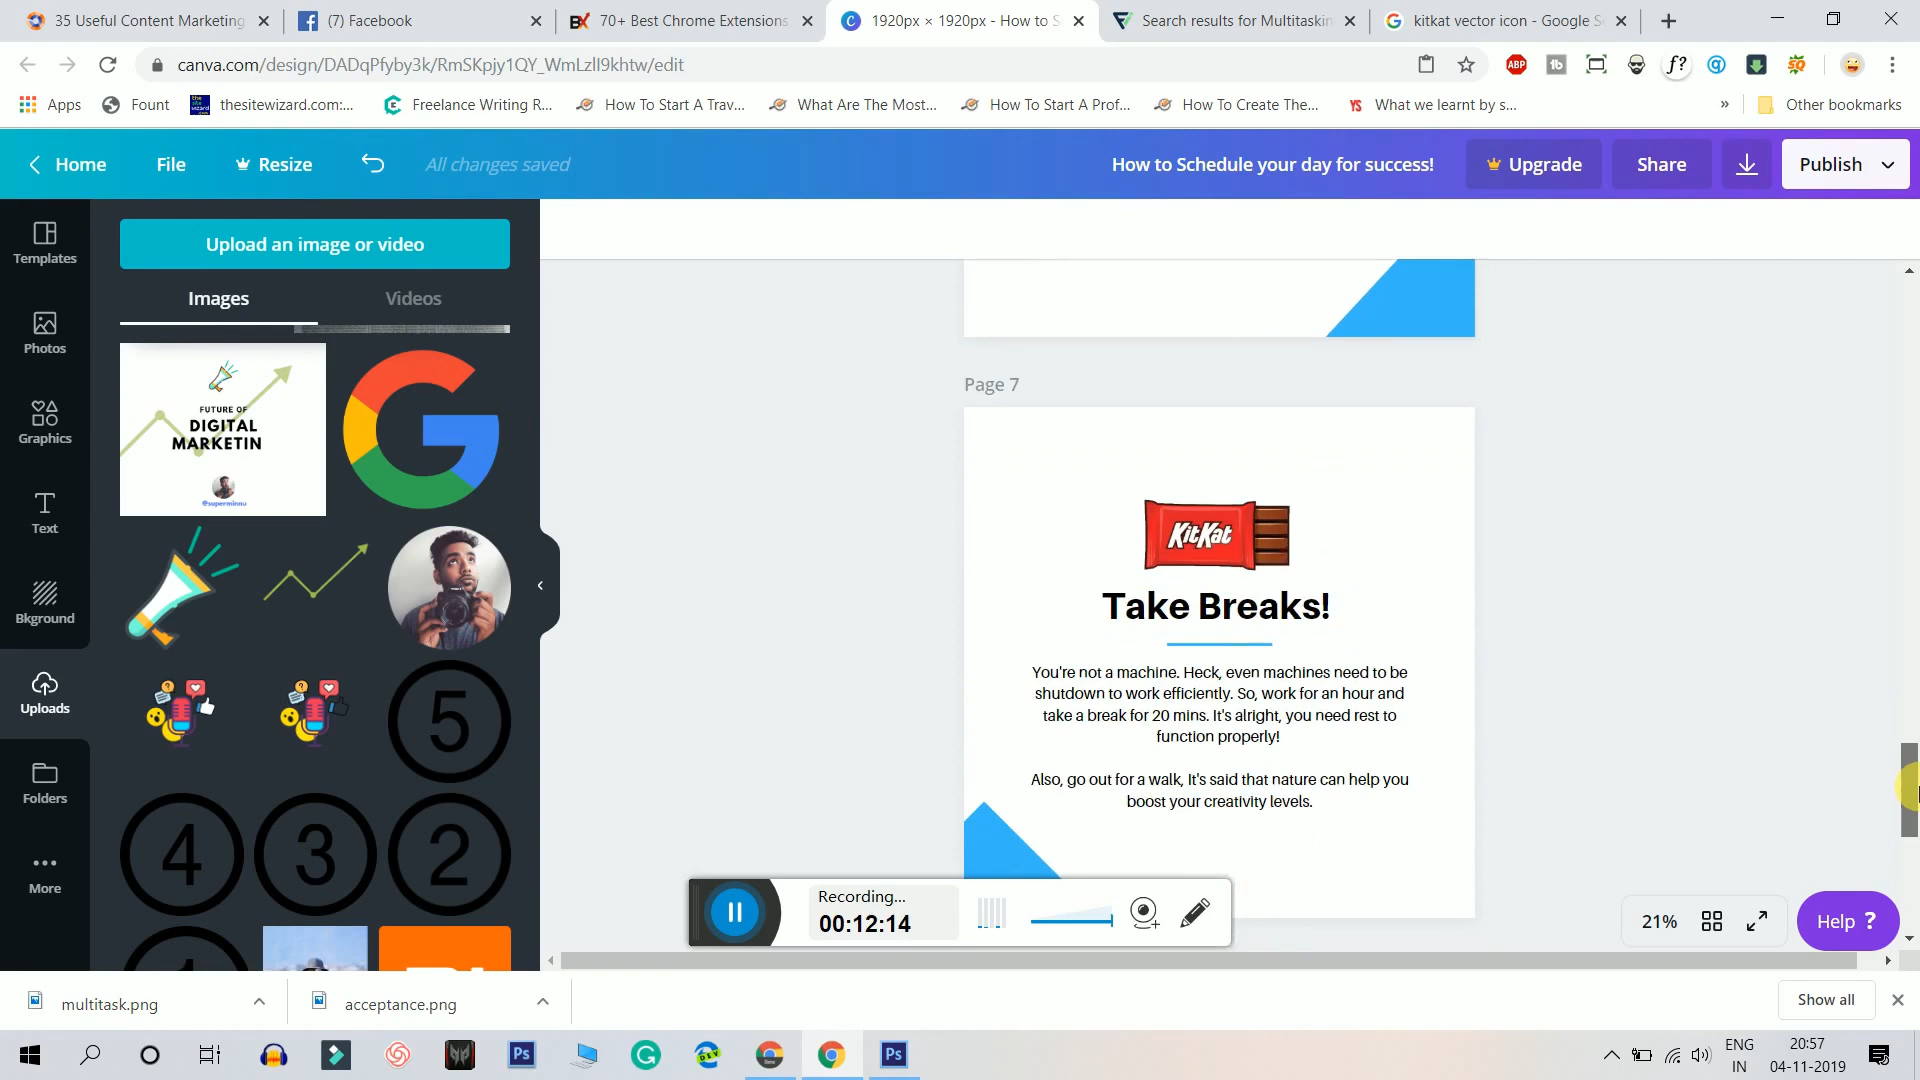 35 Useful Content Marketing
(7) Facebook
70+ Best Chrome Extensions
1920px × 1920px - How to S
Search results for Multitaskin
kitkat vector icon - Google Se
canva.com/design/DADqPfyby3k/RmSKpjy1QY_WmLzlI9khtw/edit
Apps
Fount
thesitewizard.com:...
Freelance Writing R...
How To Start A Trav...
What Are The Most...
How To Start A Prof...
How To Create The...
What we learnt by s...
Other bookmarks
Home
File
Resize
All changes saved
How to Schedule your day for success!
Upgrade
Share
Publish
Templates
Photos
Graphics
Text
Bkground
Uploads
Folders
More
Upload an image or video
Images
Videos
FUTURE OF
DIGITAL
MARKETIN
@superminnu
5
4
3
2
Page 7
KitKat
Take Breaks!
You're not a machine. Heck, even machines need to be
shutdown to work efficiently. So, work for an hour and
take a break for 20 mins. It's alright, you need rest to
function properly!
Also, go out for a walk, It's said that nature can help you
boost your creativity levels.
Recording...
00:12:14
21%
Help ?
multitask.png
acceptance.png
Show all
ENG
IN
20:57
04-11-2019